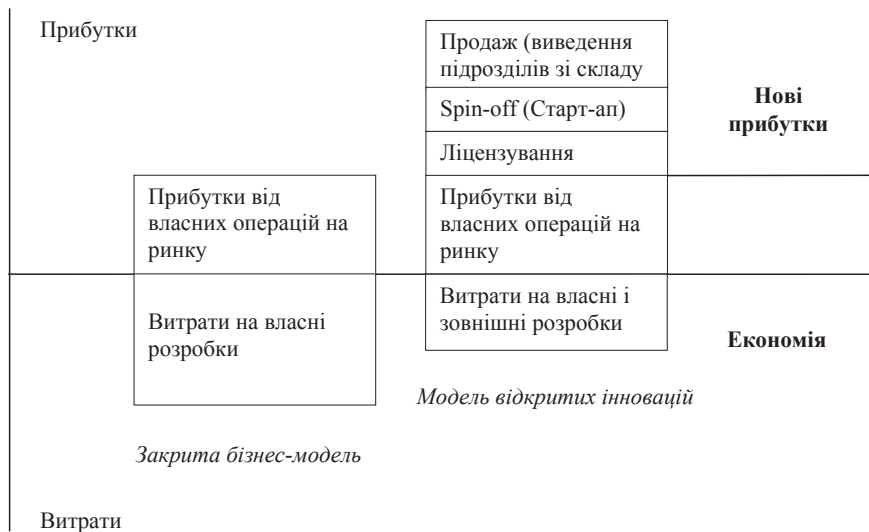 Прибутки
Продаж (виведення
підрозділів зі складу
Spin-off (Старт-ап)
Ліцензування
Нові
прибутки
Прибутки від
власних операцій на
ринку
Прибутки від
власних операцій на
ринку
Витрати на власні
розробки
Витрати на власні і
зовнішні розробки
Економія
Модель відкритих інновацій
Закрита бізнес-модель
Витрати